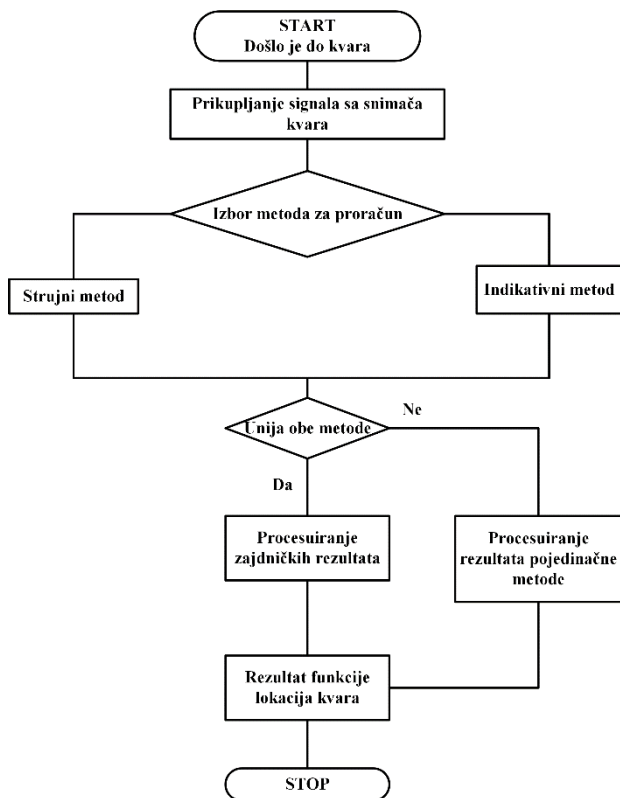 START
Došlo je do kvara
Prikupljanje signala sa snimača
kvara
Izbor metoda za proračun
Strujni metod
Indikativni metod
Unija obe metode
Ne
Da
Procesuiranje
zajdničkih rezultata
Procesuiranje
rezultata pojedinačne
metode
Rezultat funkcije
lokacija kvara
STOP